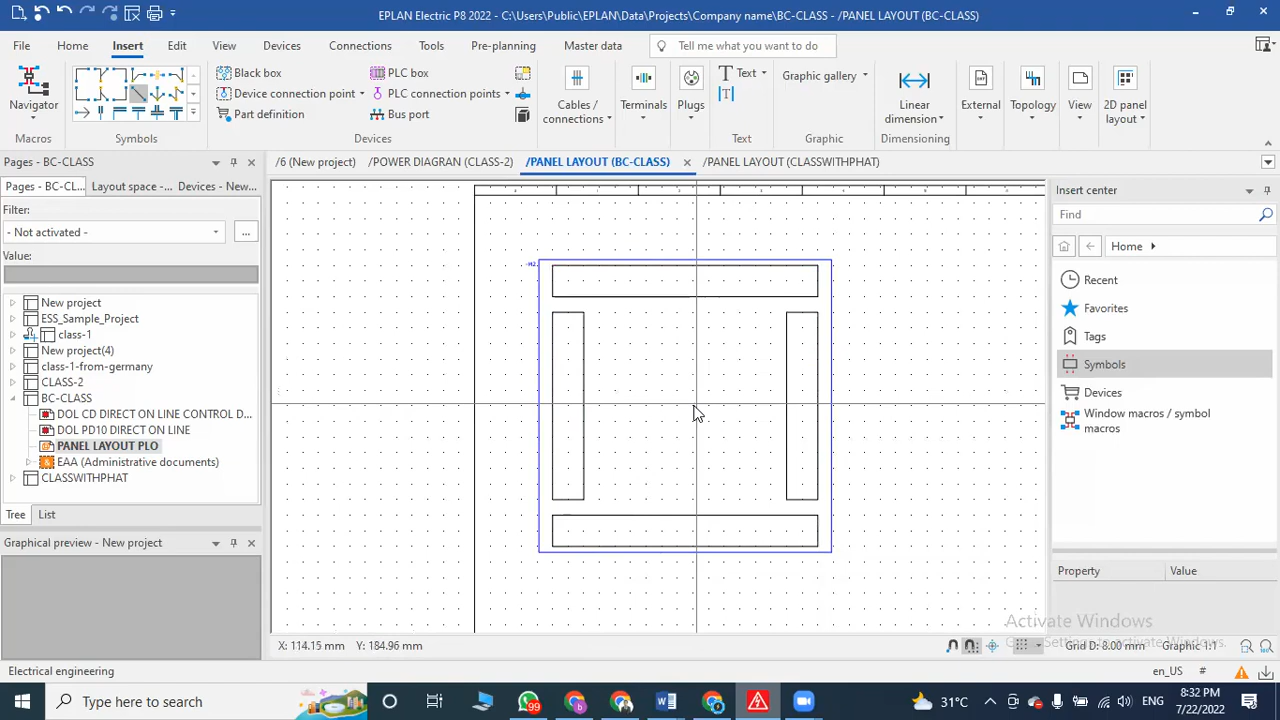 EPLAN Electric P8 2022 - C:\Users\Public\EPLAN\Data\Projects\Company name\BC-CLASS - /PANEL LAYOUT (BC-CLASS)
File Home Insert Edit View Devices Connections Tools Pre-planning Master data Tell me what you want to do
Navigator
Macros
Symbols
Black box
Device connection point
Part definition
PLC box
PLC connection points
Bus port
Devices
Cables / connections
Terminals
Plugs
Text
Text
Graphic gallery
Graphic
Linear dimension
Dimensioning
External
Topology
View
2D panel layout
Pages - BC-CLASS
/6 (New project) /POWER DIAGRAN (CLASS-2) /PANEL LAYOUT (BC-CLASS) /PANEL LAYOUT (CLASSWITHPHAT)
Pages - BC-CL... Layout space -... Devices - New...
Filter:
- Not activated -
...
Value:
New project
ESS_Sample_Project
class-1
New project(4)
class-1-from-germany
CLASS-2
BC-CLASS
DOL CD DIRECT ON LINE CONTROL D...
DOL PD10 DIRECT ON LINE
PANEL LAYOUT PLO
EAA (Administrative documents)
CLASSWITHPHAT
Tree List
Graphical preview - New project
Insert center
Find
Home
Recent
Favorites
Tags
Symbols
Devices
Window macros / symbol macros
Property Value
Activate Windows
Go to Settings to activate Windows.
X: 114.15 mm Y: 184.96 mm
Grid D: 8.00 mm Graphic 1:1
Electrical engineering
en_US #
Type here to search
99
31°C
ENG
8:32 PM
7/22/2022